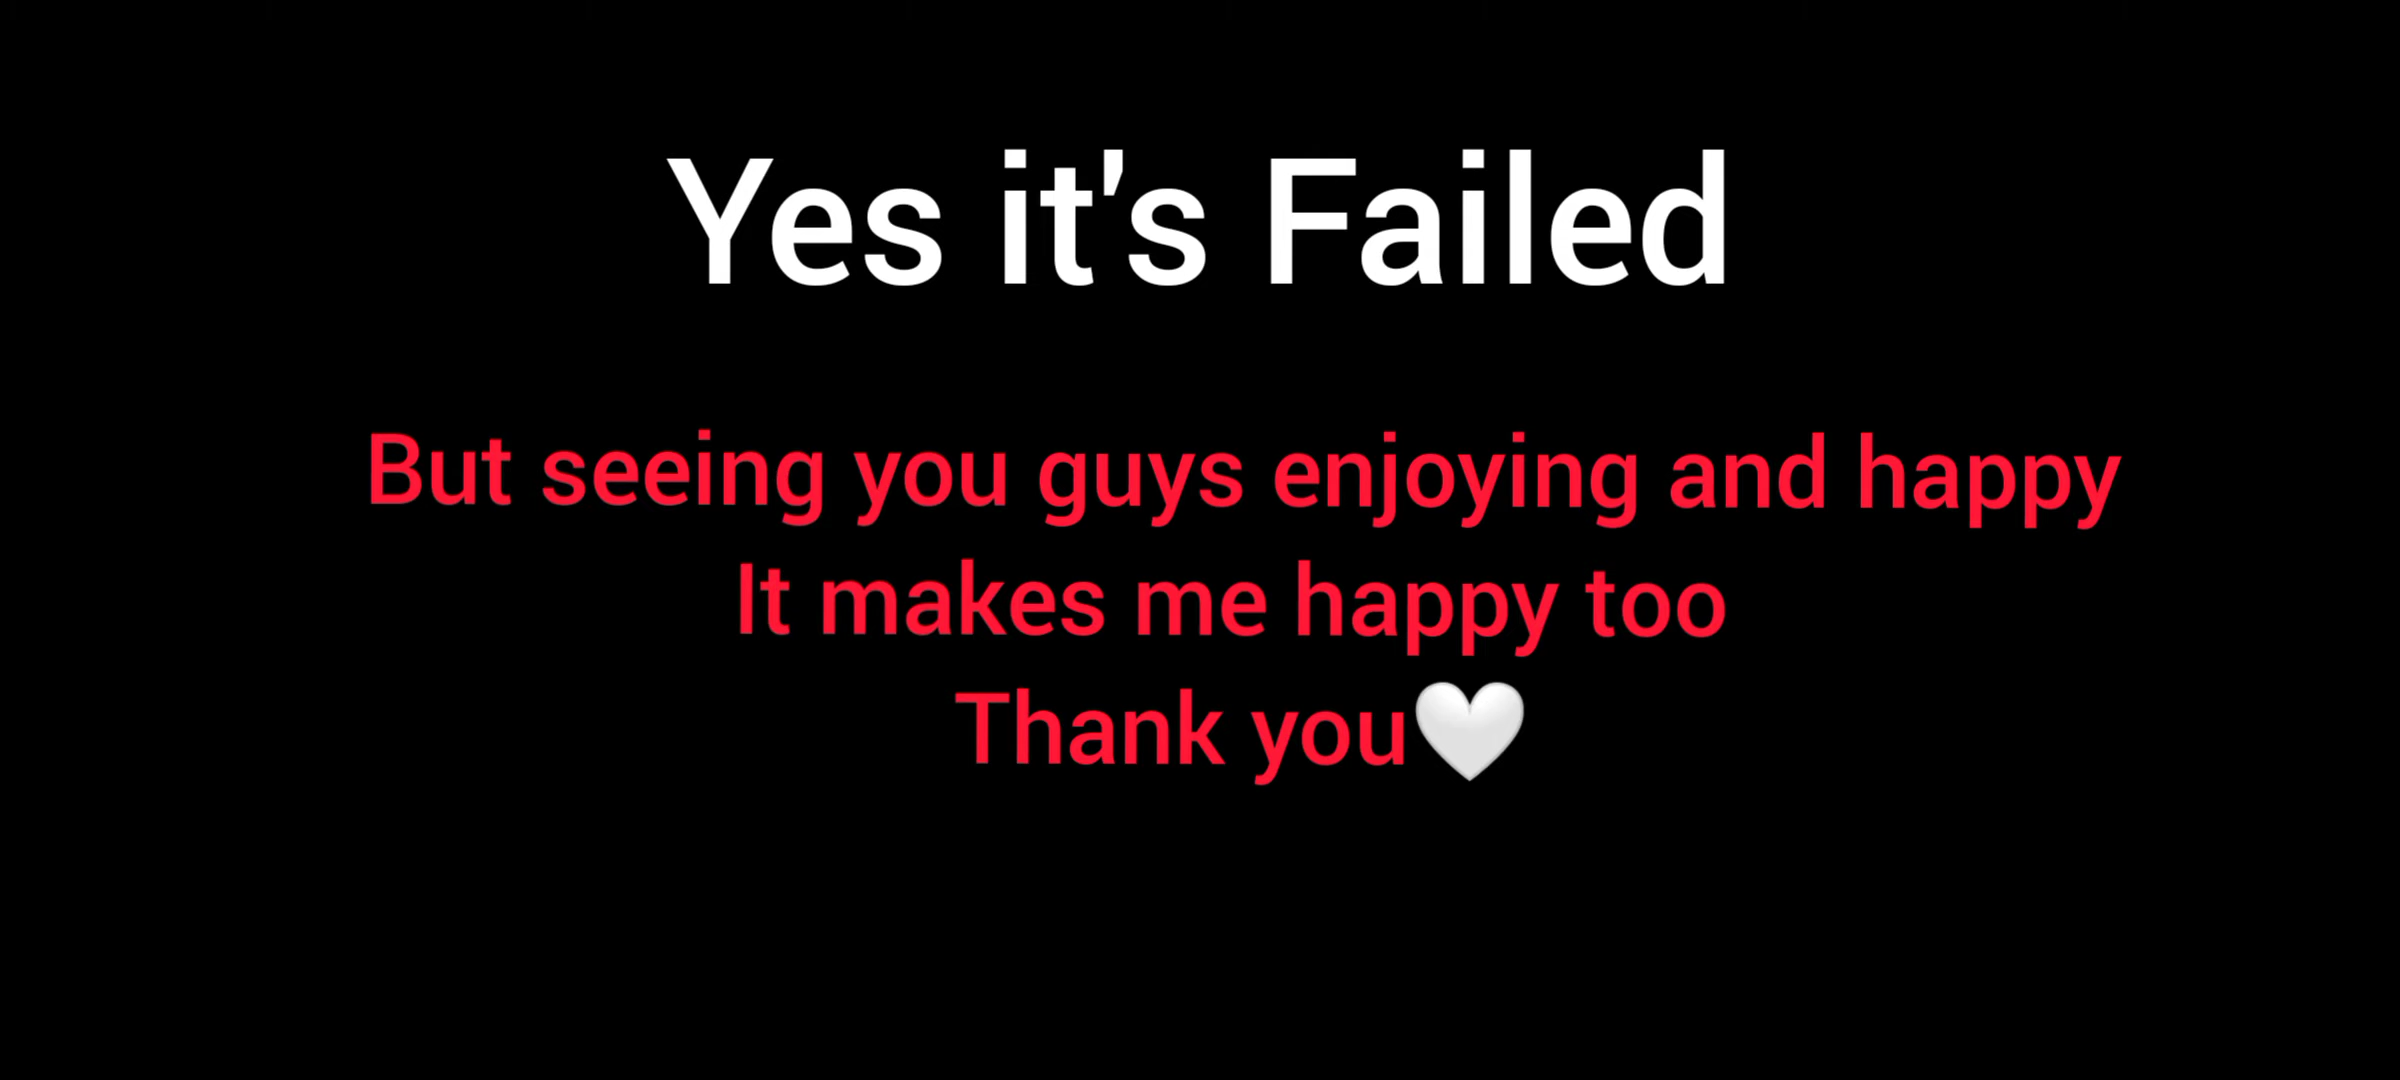 Yes it's Failed
But seeing you guys enjoying and happy
It makes me happy too
Thank you🤍